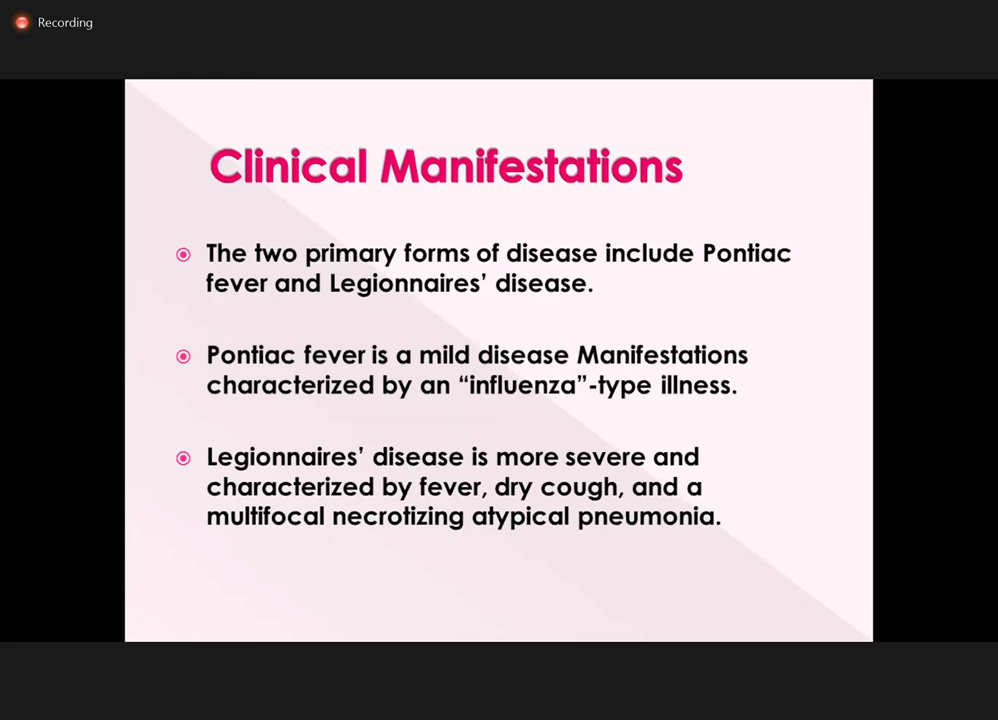 Recording
Clinical Manifestations
The two primary forms of disease include Pontiac
fever and Legionnaires’ disease.
Pontiac fever is a mild disease Manifestations
characterized by an “influenza”-type illness.
Legionnaires’ disease is more severe and
characterized by fever, dry cough, and a
multifocal necrotizing atypical pneumonia.